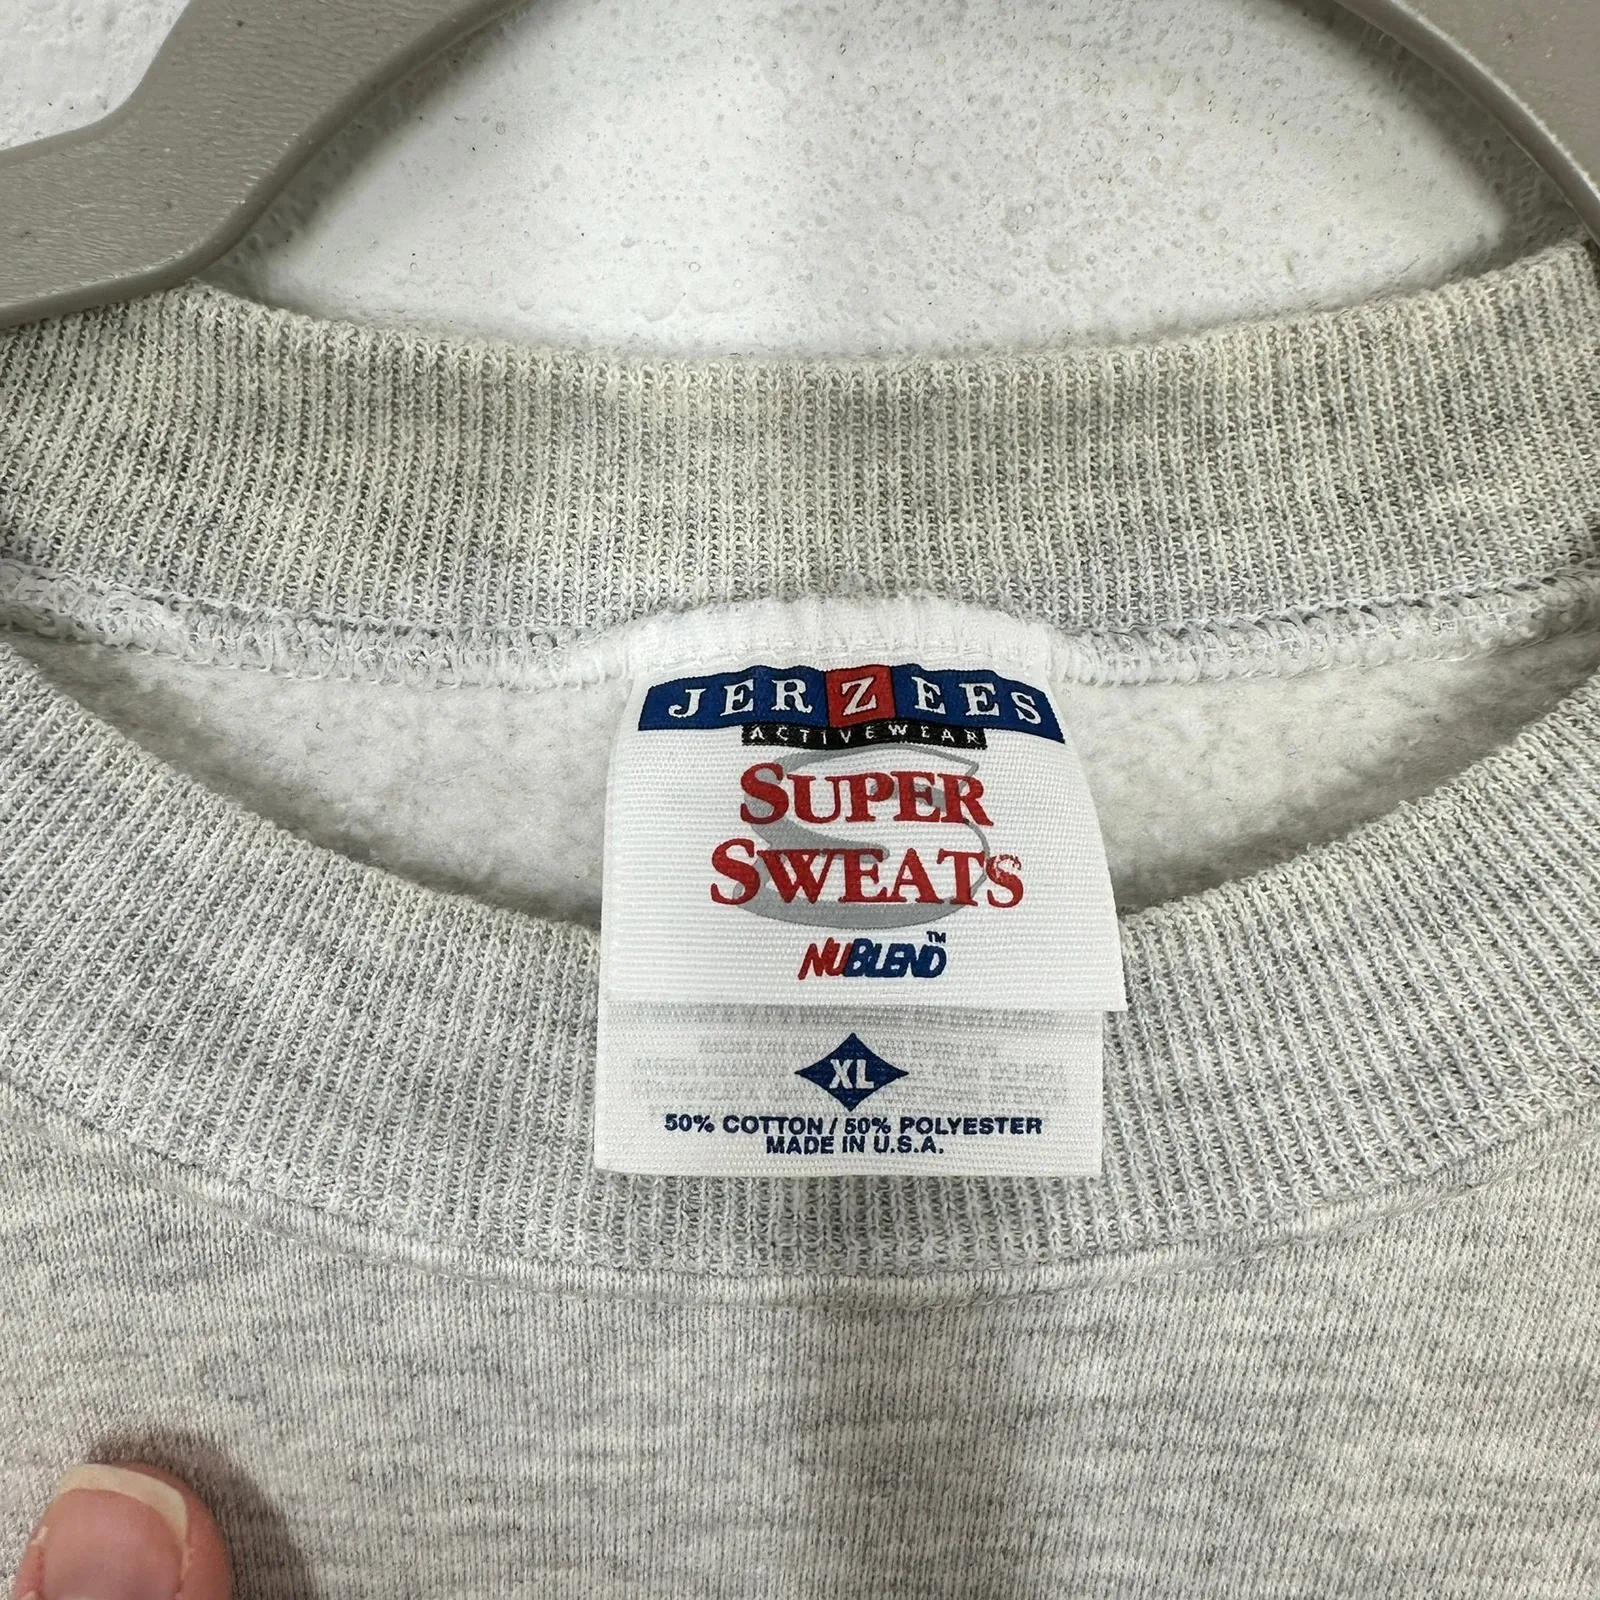 JERZEES
ACTIVEWEAR
SUPER
SWEATS
NUBLEND™
XL
50% COTTON / 50% POLYESTER
MADE IN U.S.A.